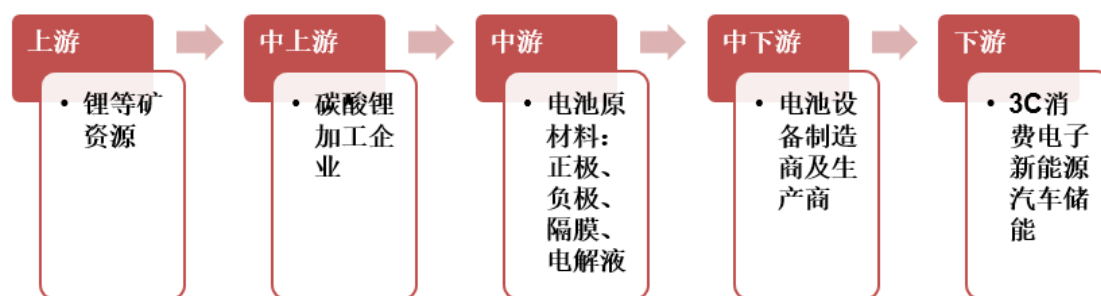 上游
• 锂等矿
资源
中上游
• 碳酸锂
加工企
业
中游
• 电池原
材料：
正极、
负极、
隔膜、
电解液
中下游
• 电池设
备制造
商及生
产商
下游
• 3C消
费电子
新能源
汽车储
能